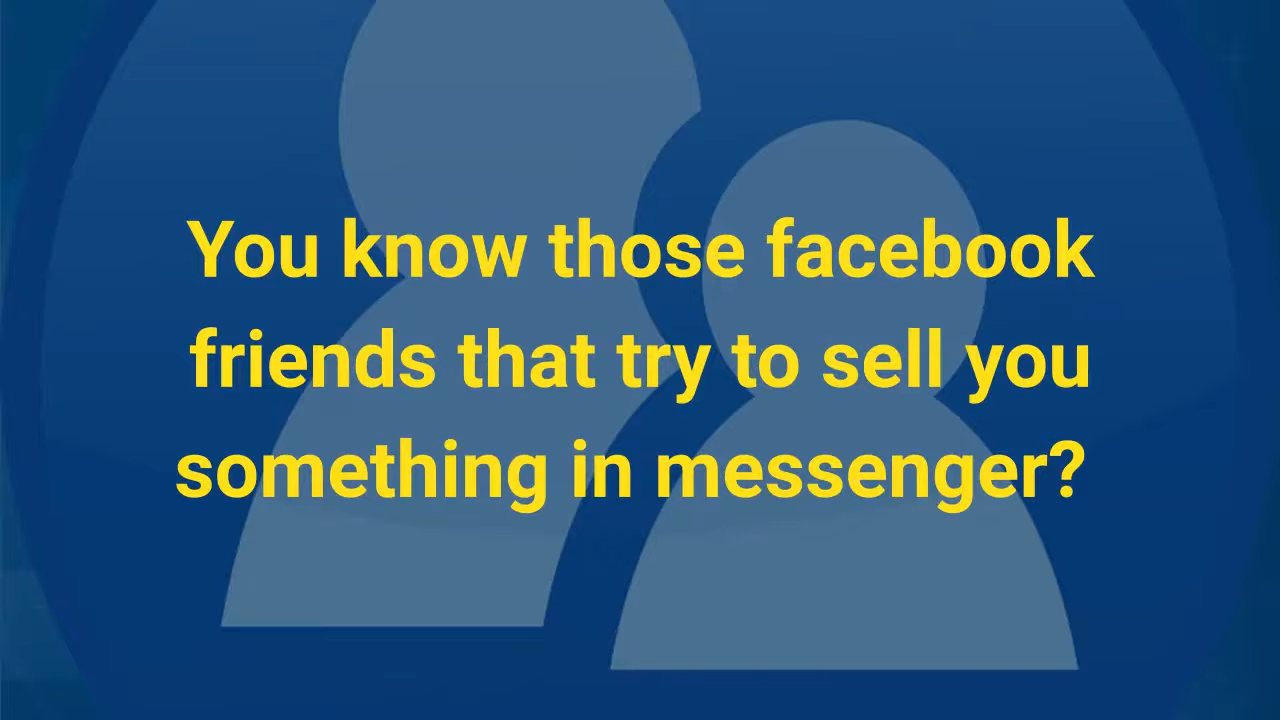 You know those facebook
friends that try to sell you
something in messenger?